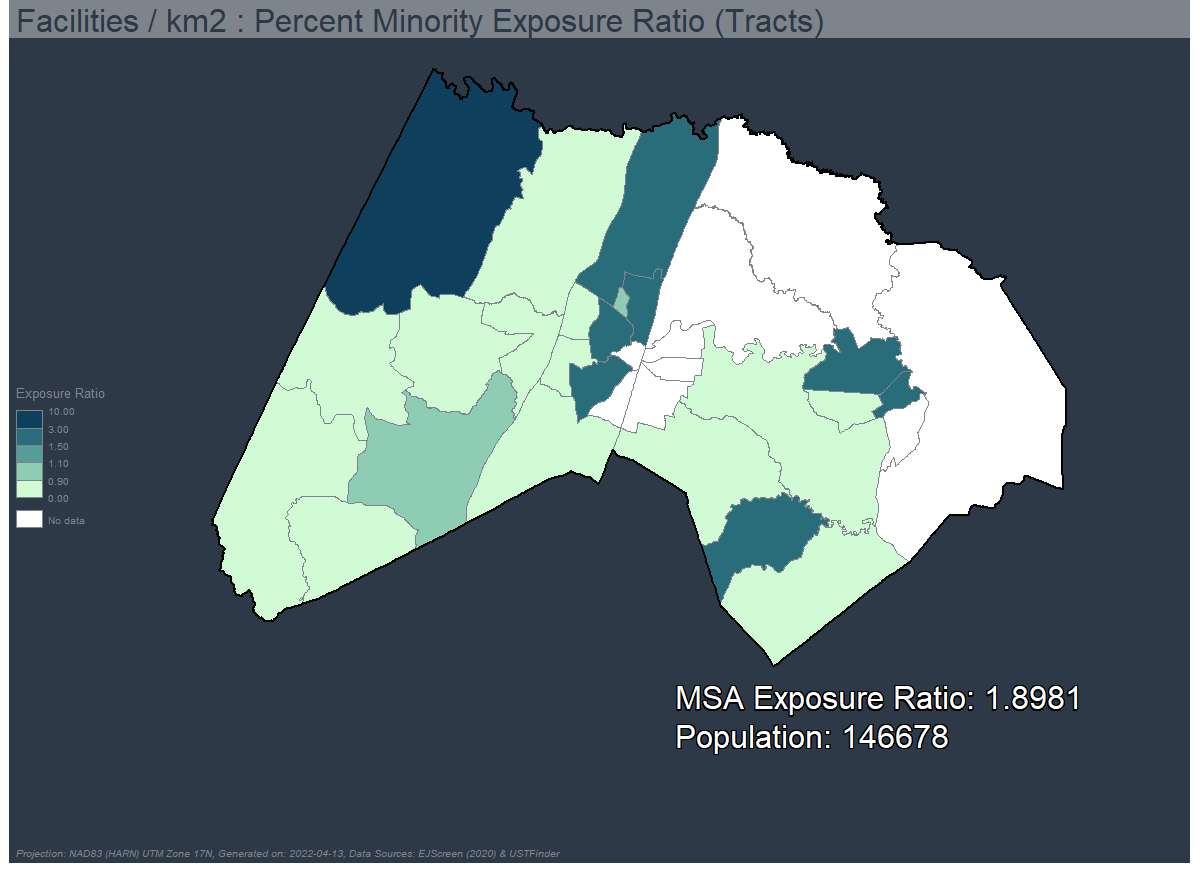 Facilities / km2 : Percent Minority Exposure Ratio (Tracts)
Exposure Ratio
10.00
3.00
1.50
1.10
0.90
0.00
No data
MSA Exposure Ratio: 1.8981
Population: 146678
Projection: NAD83 (HARN) UTM Zone 17N, Generated on: 2022-04-13, Data Sources: EJScreen (2020) & USTFinder